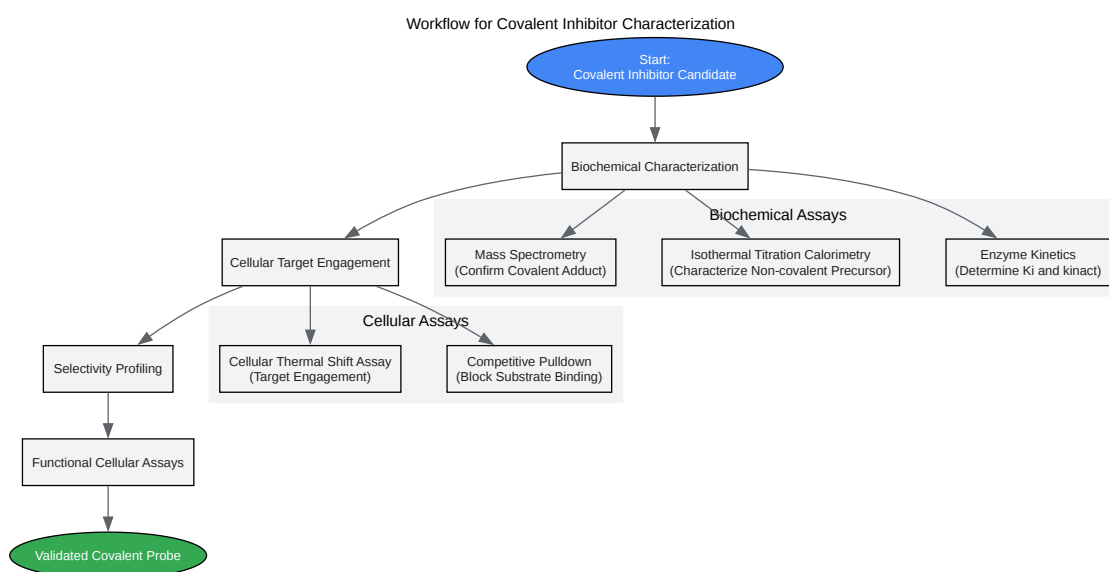 Workflow for Covalent Inhibitor Characterization
Start:
Covalent Inhibitor Candidate
Biochemical Characterization
Biochemical Assays
Cellular Target Engagement
Mass Spectrometry
(Confirm Covalent Adduct)
Isothermal Titration Calorimetry
(Characterize Non-covalent Precursor)
Enzyme Kinetics
(Determine Ki and kinact)
Cellular Assays
Selectivity Profiling
Cellular Thermal Shift Assay
(Target Engagement)
Competitive Pulldown
(Block Substrate Binding)
Functional Cellular Assays
Validated Covalent Probe